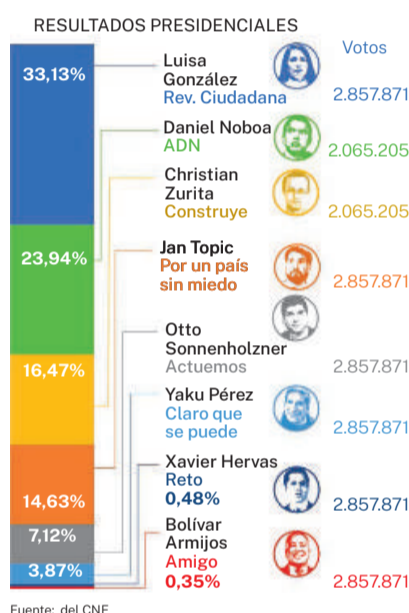 RESULTADOS PRESIDENCIALES
Votos
33,13%
Luisa
González
Rev. Ciudadana
2.857.871
23,94%
Daniel Noboa
ADN
2.065.205
16,47%
Christian
Zurita
Construye
2.065.205
14,63%
Jan Topic
Por un país
sin miedo
2.857.871
7,12%
Otto
Sonnenholzner
Actuemos
2.857.871
3,87%
Yaku Pérez
Claro que
se puede
2.857.871
Xavier Hervas
Reto
0,48%
2.857.871
Bolívar
Armijos
Amigo
0,35%
2.857.871
Fuente: del CNE